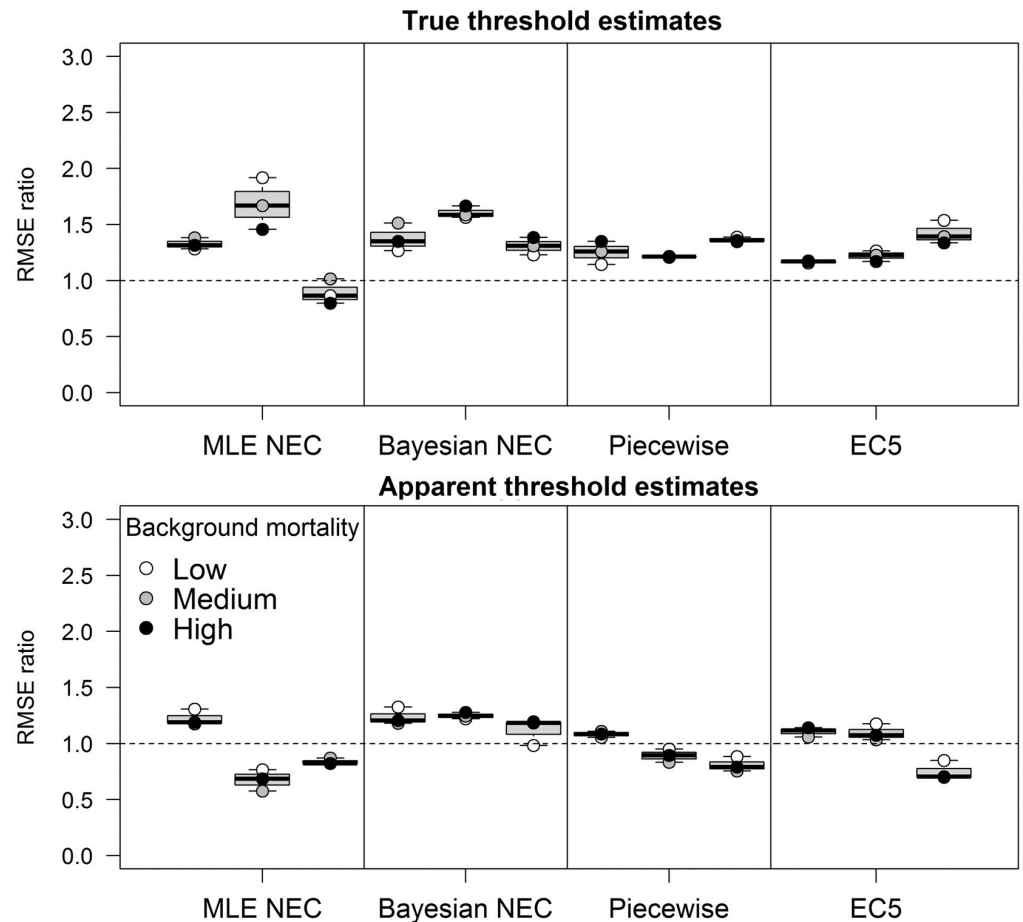 True threshold estimates
3.0
2.5
2.0
1.5
1.0
0.5
0.0
RMSE ratio
MLE NEC Bayesian NEC Piecewise EC5
Apparent threshold estimates
3.0
2.5
2.0
1.5
1.0
0.5
0.0
RMSE ratio
Background mortality
Low
Medium
High
MLE NEC Bayesian NEC Piecewise EC5